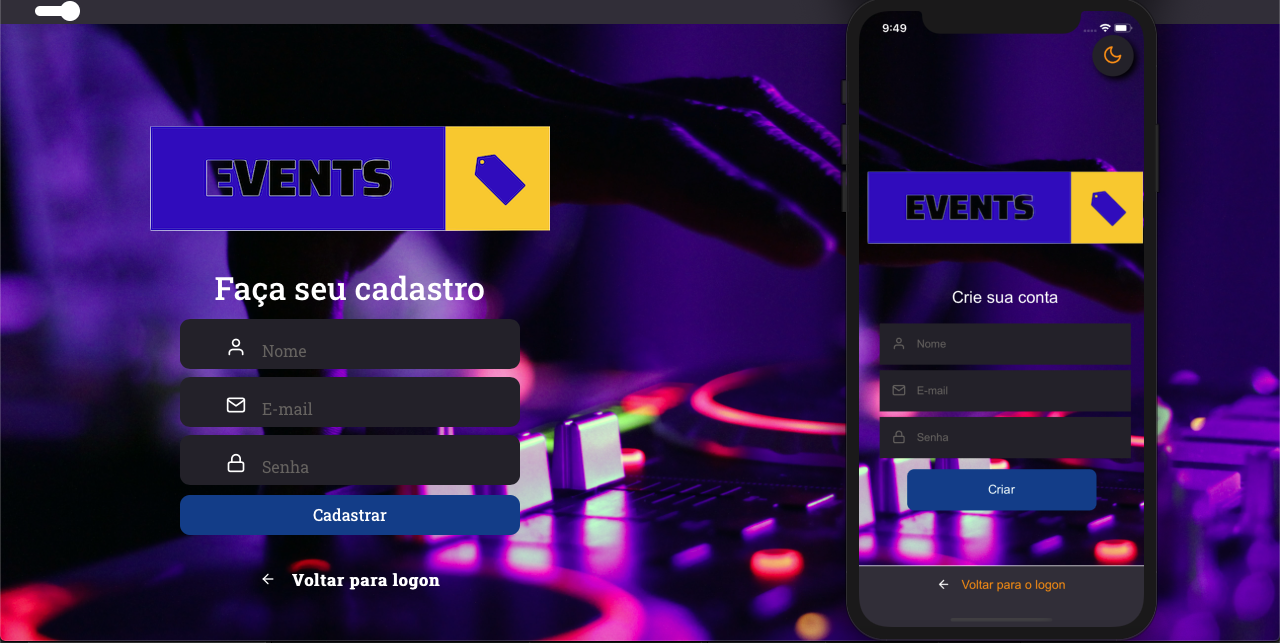 EVENTS
Faça seu cadastro
Nome
E-mail
Senha
Cadastrar
Voltar para logon
9:49
EVENTS
Crie sua conta
Nome
E-mail
Senha
Criar
Voltar para o logon